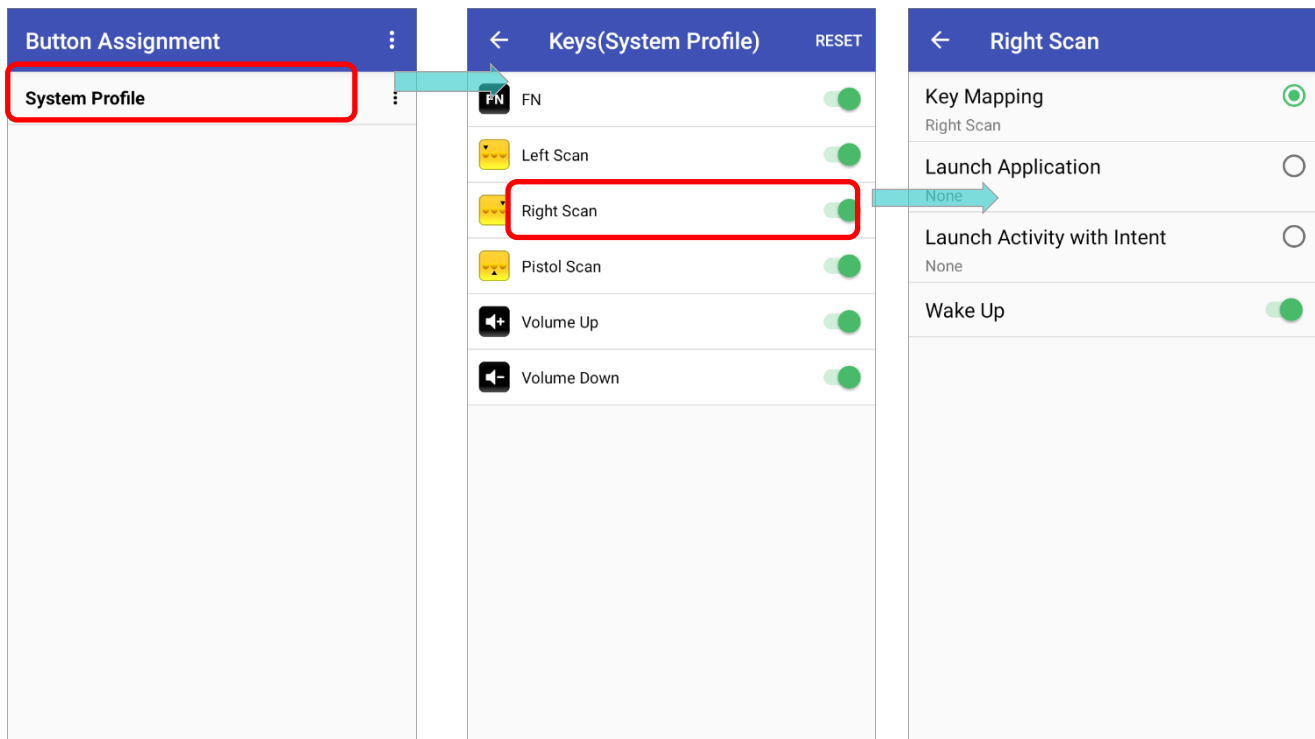 Button Assignment
System Profile
Keys(System Profile)
RESET
FN
FN
Left Scan
Right Scan
Pistol Scan
Volume Up
Volume Down
Right Scan
Key Mapping
Right Scan
Launch Application
None
Launch Activity with Intent
None
Wake Up